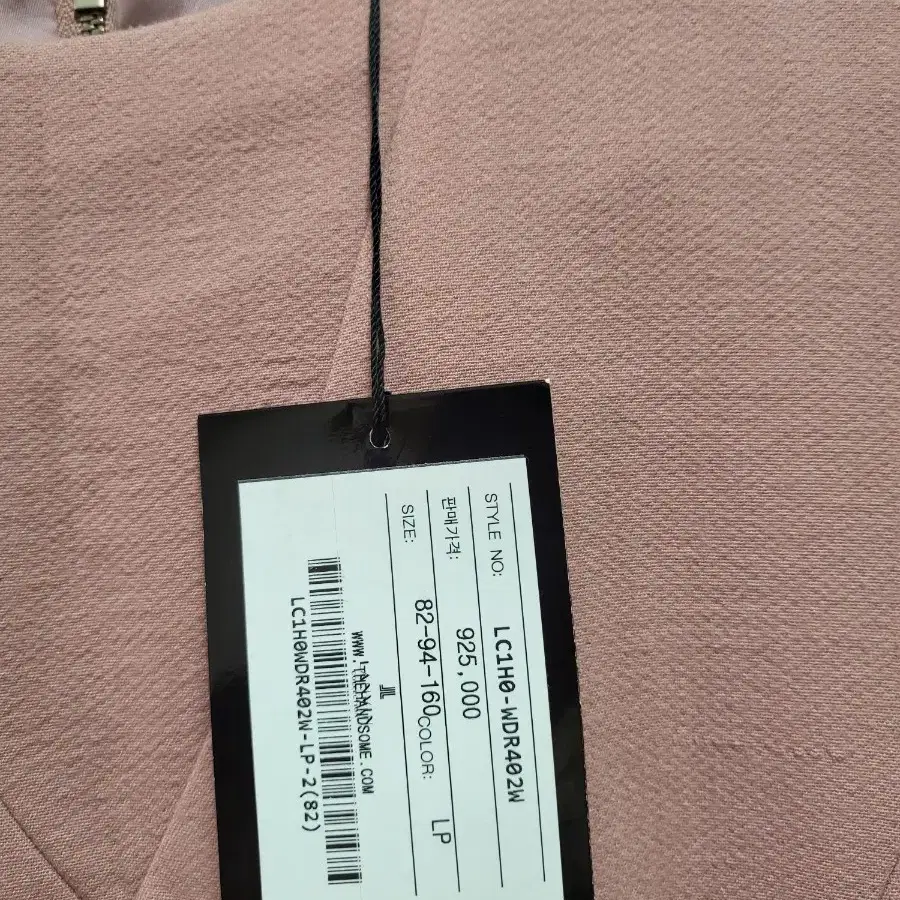 STYLE NO: LC1H0-WDR402W
판매가격: 925,000
SIZE: 82-94-160 COLOR: LP
WWW.THEHANDSOME.COM
LC1H0WDR402W-LP-2(82)